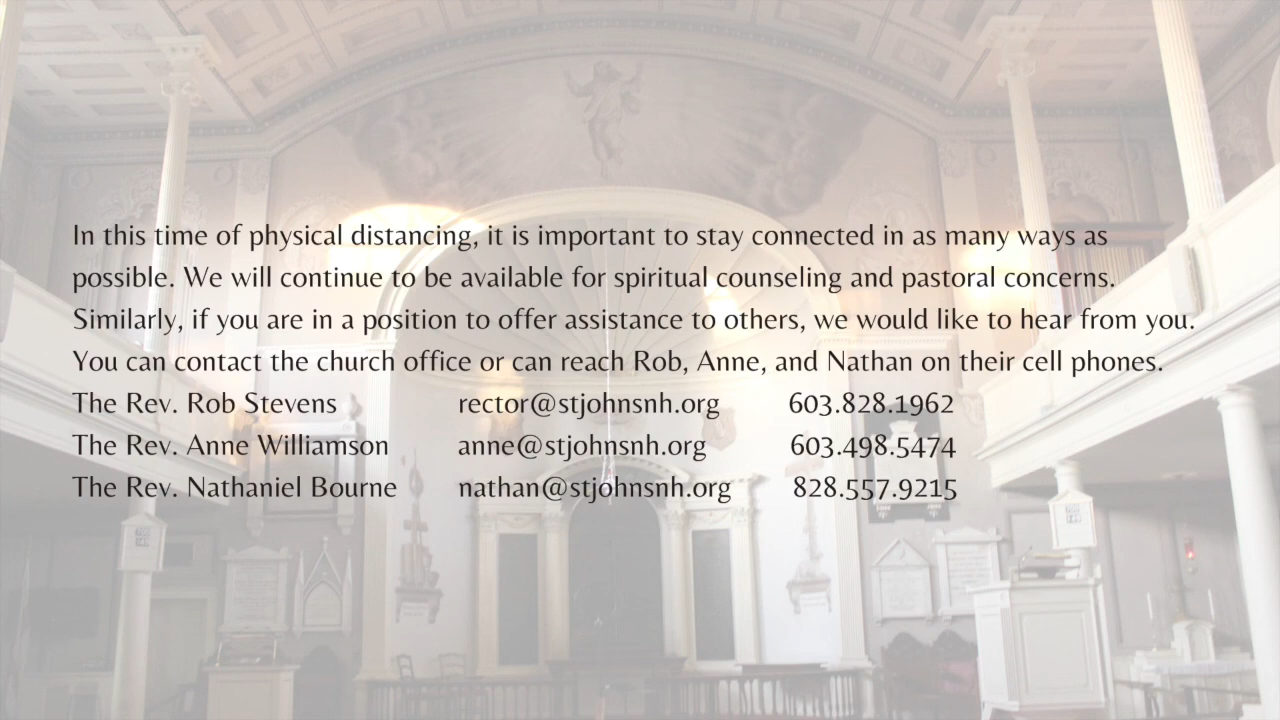 In this time of physical distancing, it is important to stay connected in as many ways as
possible. We will continue to be available for spiritual counseling and pastoral concerns.
Similarly, if you are in a position to offer assistance to others, we would like to hear from you.
You can contact the church office or can reach Rob, Anne, and Nathan on their cell phones.
The Rev. Rob Stevens rector@stjohnsnh.org 603.828.1962
The Rev. Anne Williamson anne@stjohnsnh.org 603.498.5474
The Rev. Nathaniel Bourne nathan@stjohnsnh.org 828.557.9215